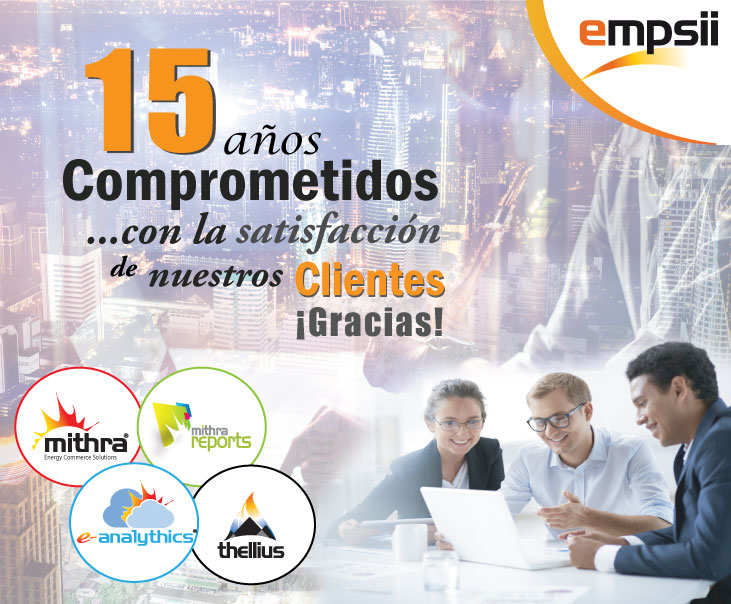 empsii
15 años
Comprometidos
...con la satisfacción
de nuestros Clientes
¡Gracias!
mithra®
Energy Commerce Solutions
mithra
reports
e-analythics®
thellius